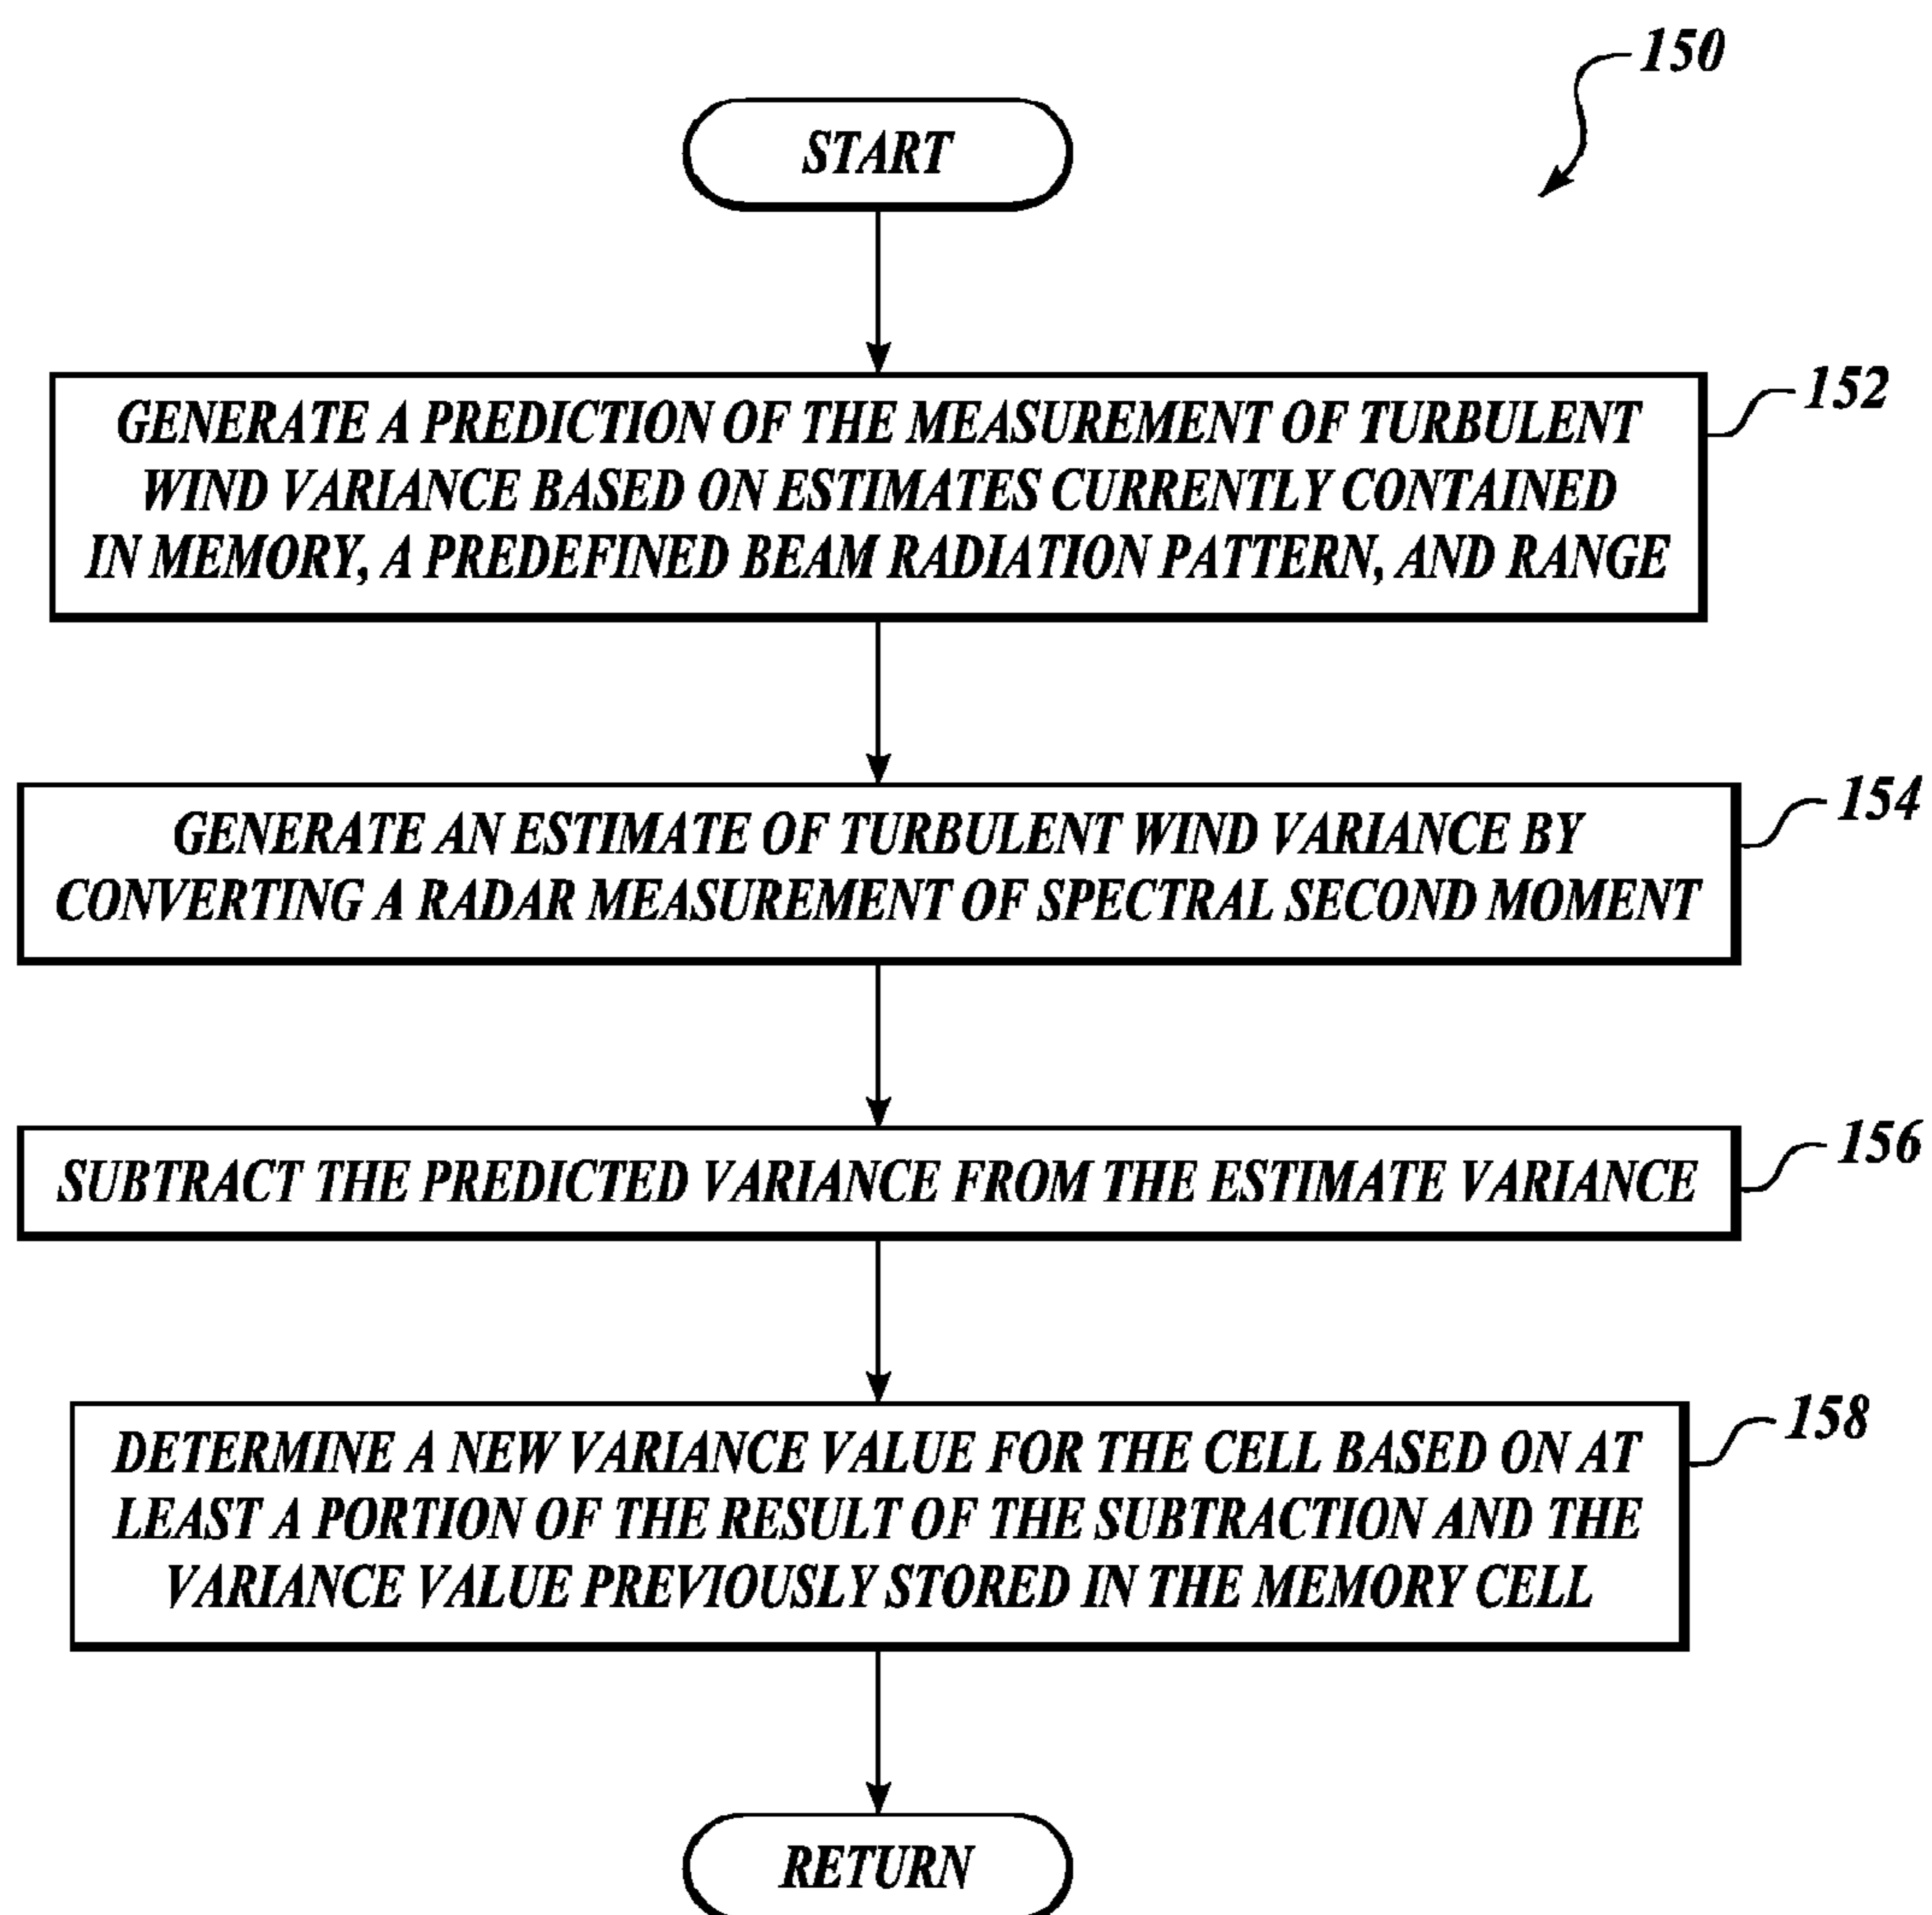 150
START
152
GENERATE A PREDICTION OF THE MEASUREMENT OF TURBULENT
WIND VARIANCE BASED ON ESTIMATES CURRENTLY CONTAINED
IN MEMORY, A PREDEFINED BEAM RADIATION PATTERN, AND RANGE
154
GENERATE AN ESTIMATE OF TURBULENT WIND VARIANCE BY
CONVERTING A RADAR MEASUREMENT OF SPECTRAL SECOND MOMENT
156
SUBTRACT THE PREDICTED VARIANCE FROM THE ESTIMATE VARIANCE
158
DETERMINE A NEW VARIANCE VALUE FOR THE CELL BASED ON AT
LEAST A PORTION OF THE RESULT OF THE SUBTRACTION AND THE
VARIANCE VALUE PREVIOUSLY STORED IN THE MEMORY CELL
RETURN